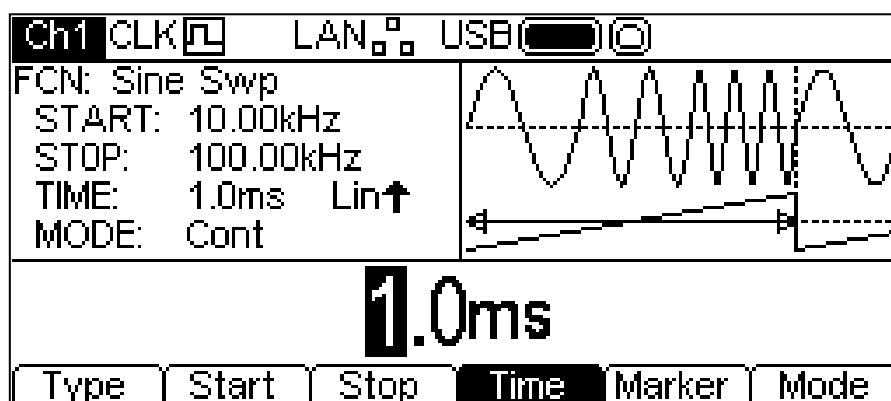 Ch1 CLK LAN USB
FCN: Sine Swp
START: 10.00kHz
STOP: 100.00kHz
TIME: 1.0ms Lin↑
MODE: Cont
1.0ms
Type Start Stop Time Marker Mode